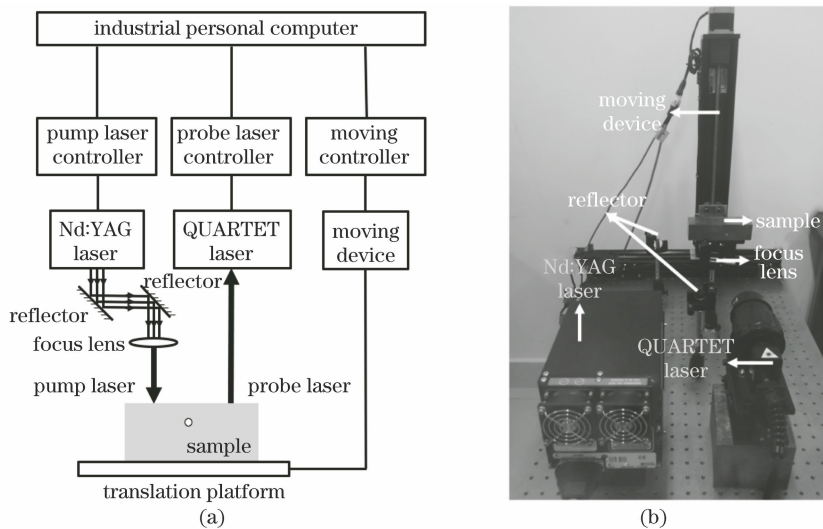 industrial personal computer
pump laser
controller
probe laser
controller
moving
controller
Nd:YAG
laser
QUARTET
laser
moving
device
reflector
reflector
focus lens
pump laser
probe laser
sample
translation platform
(a)
moving
device
reflector
sample
focus
lens
Nd:YAG
laser
QUARTET
laser
(b)